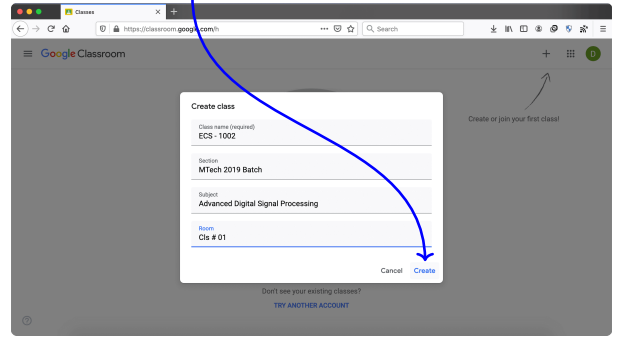 Classes
https://classroom.google.com/h
Search
Google Classroom
D
Create class
Class name (required)
ECS - 1002
Section
MTech 2019 Batch
Subject
Advanced Digital Signal Processing
Room
Cls # 01
Cancel Create
Create or join your first class!
Don't see your existing classes?
TRY ANOTHER ACCOUNT